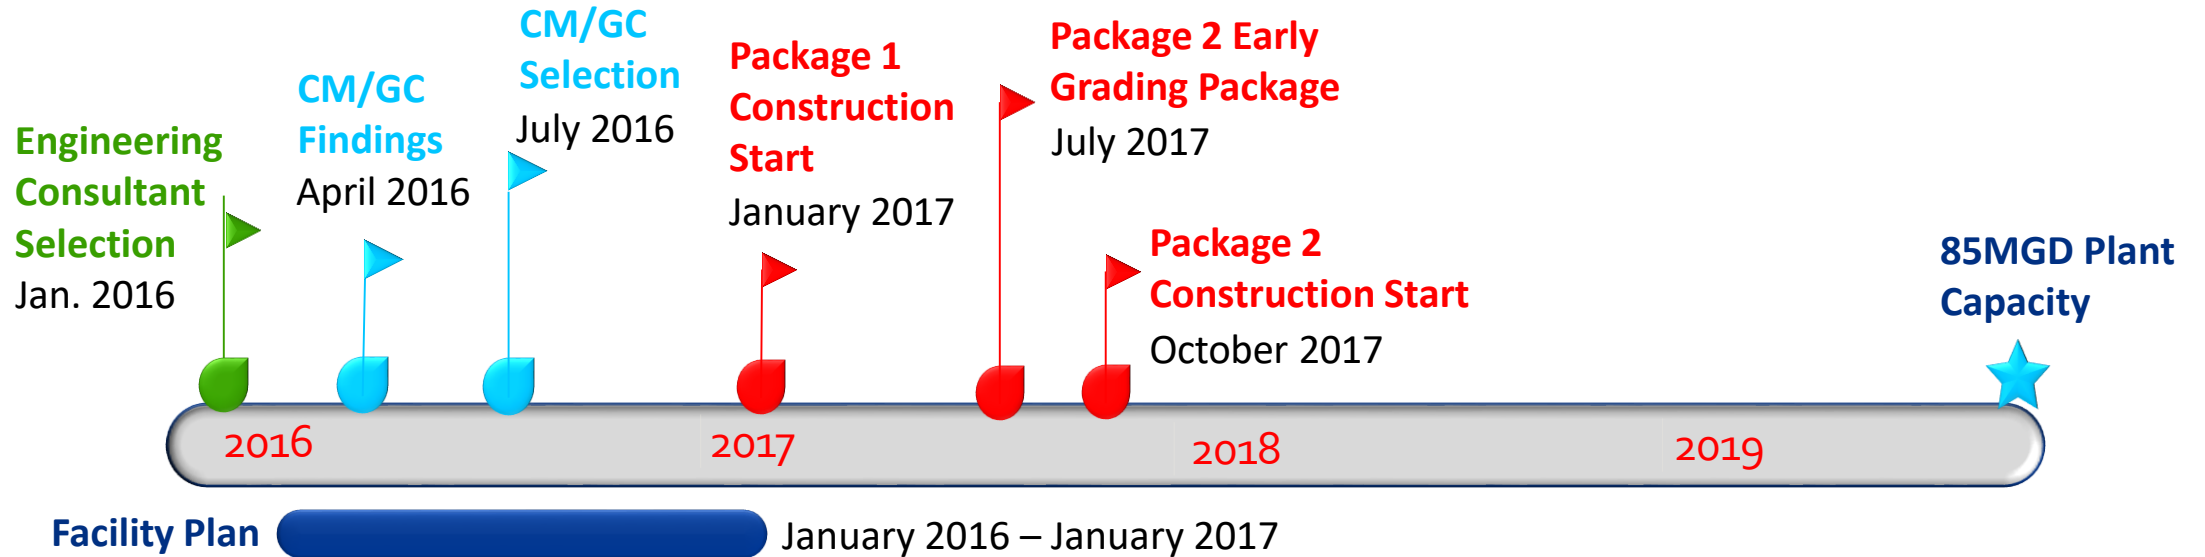 Engineering
Consultant
Selection
Jan. 2016
CM/GC
Findings
April 2016
CM/GC
Selection
July 2016
Package 1
Construction
Start
January 2017
Package 2 Early
Grading Package
July 2017
Package 2
Construction Start
October 2017
85MGD Plant
Capacity
2016
2017
2018
2019
Facility Plan
January 2016 – January 2017